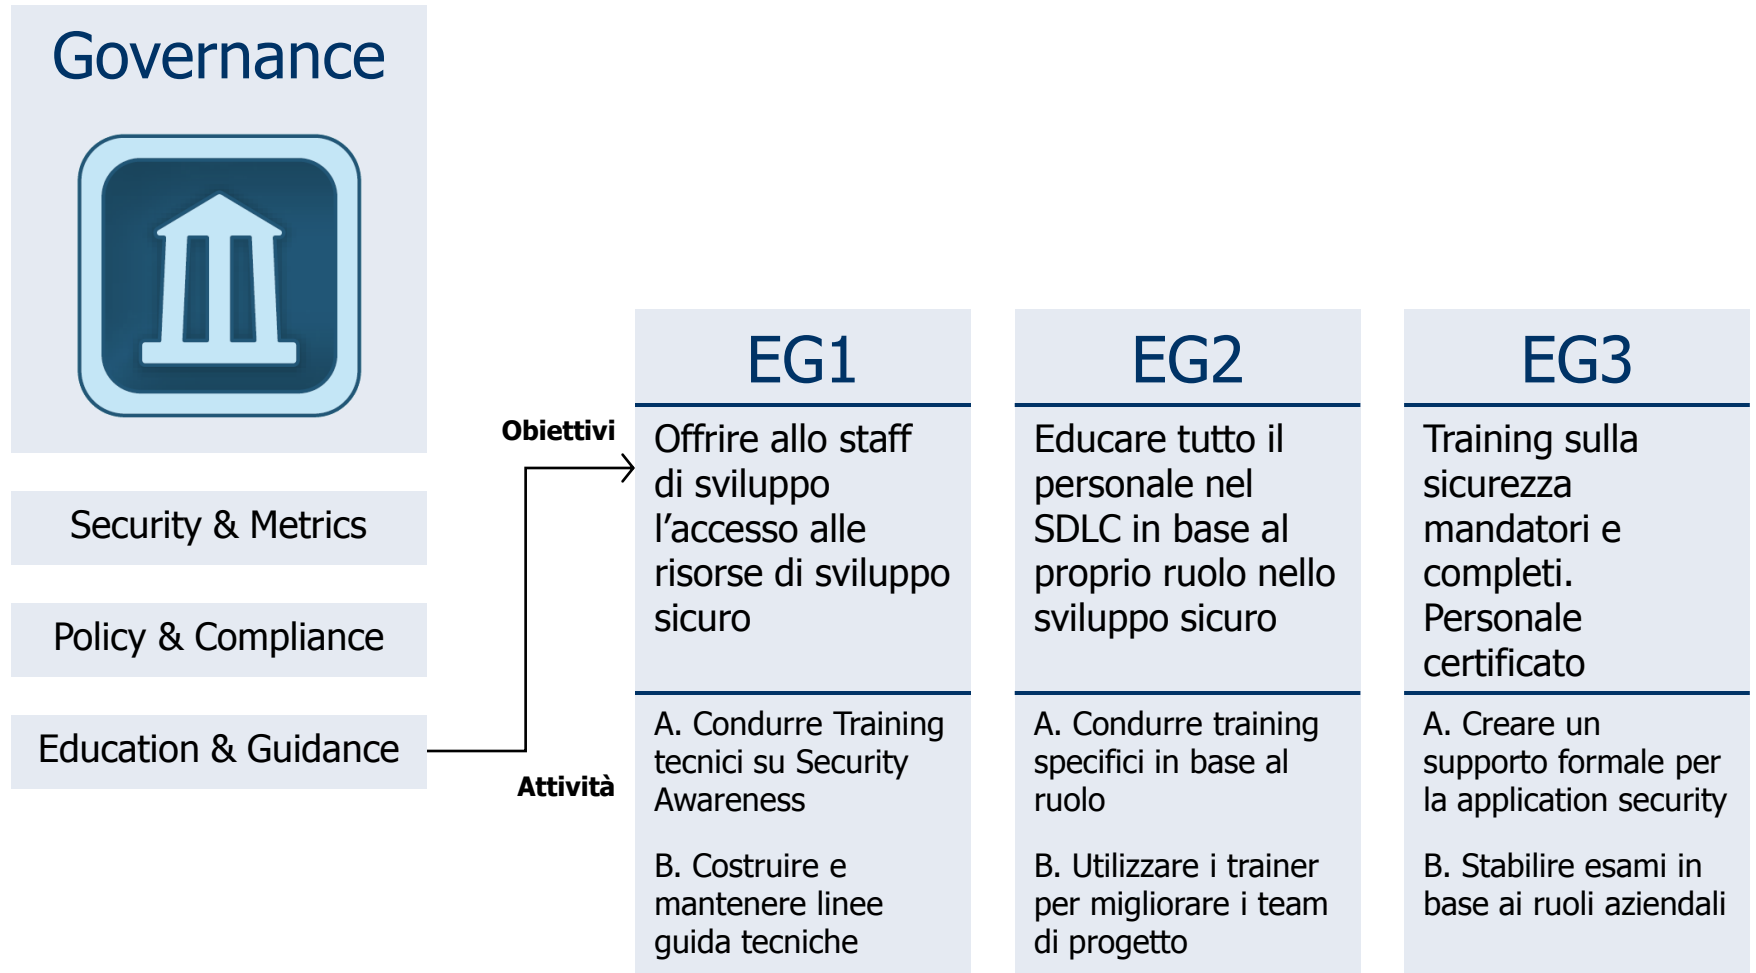 Governance
Security & Metrics
Policy & Compliance
Education & Guidance
Obiettivi
Attività
EG1
Offrire allo staff
di sviluppo
l’accesso alle
risorse di sviluppo
sicuro
A. Condurre Training
tecnici su Security
Awareness
B. Costruire e
mantenere linee
guida tecniche
EG2
Educare tutto il
personale nel
SDLC in base al
proprio ruolo nello
sviluppo sicuro
A. Condurre training
specifici in base al
ruolo
B. Utilizzare i trainer
per migliorare i team
di progetto
EG3
Training sulla
sicurezza
mandatori e
completi.
Personale
certificato
A. Creare un
supporto formale per
la application security
B. Stabilire esami in
base ai ruoli aziendali